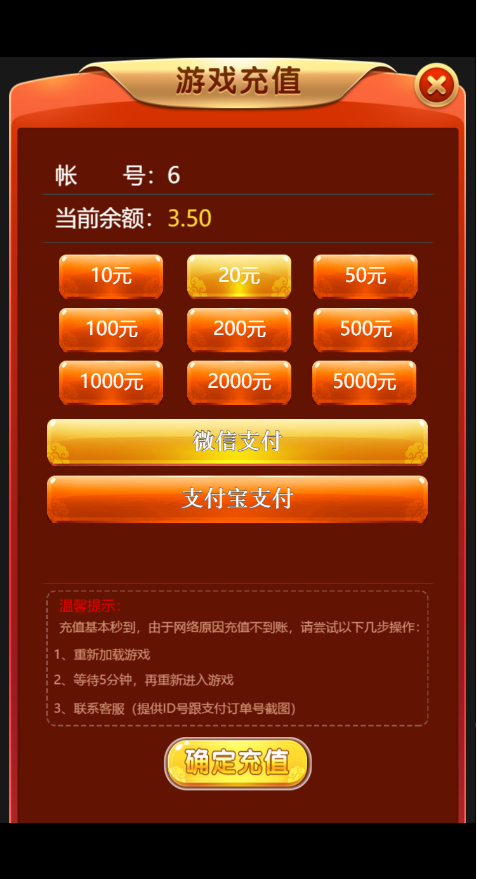 游戏充值
帐 号：6
当前余额：3.50
10元 20元 50元
100元 200元 500元
1000元 2000元 5000元
微信支付
支付宝支付
温馨提示：
充值基本秒到，由于网络原因充值不到账，请尝试以下几步操作：
1、重新加载游戏
2、等待5分钟，再重新进入游戏
3、联系客服（提供ID号跟支付订单号截图）
确定充值